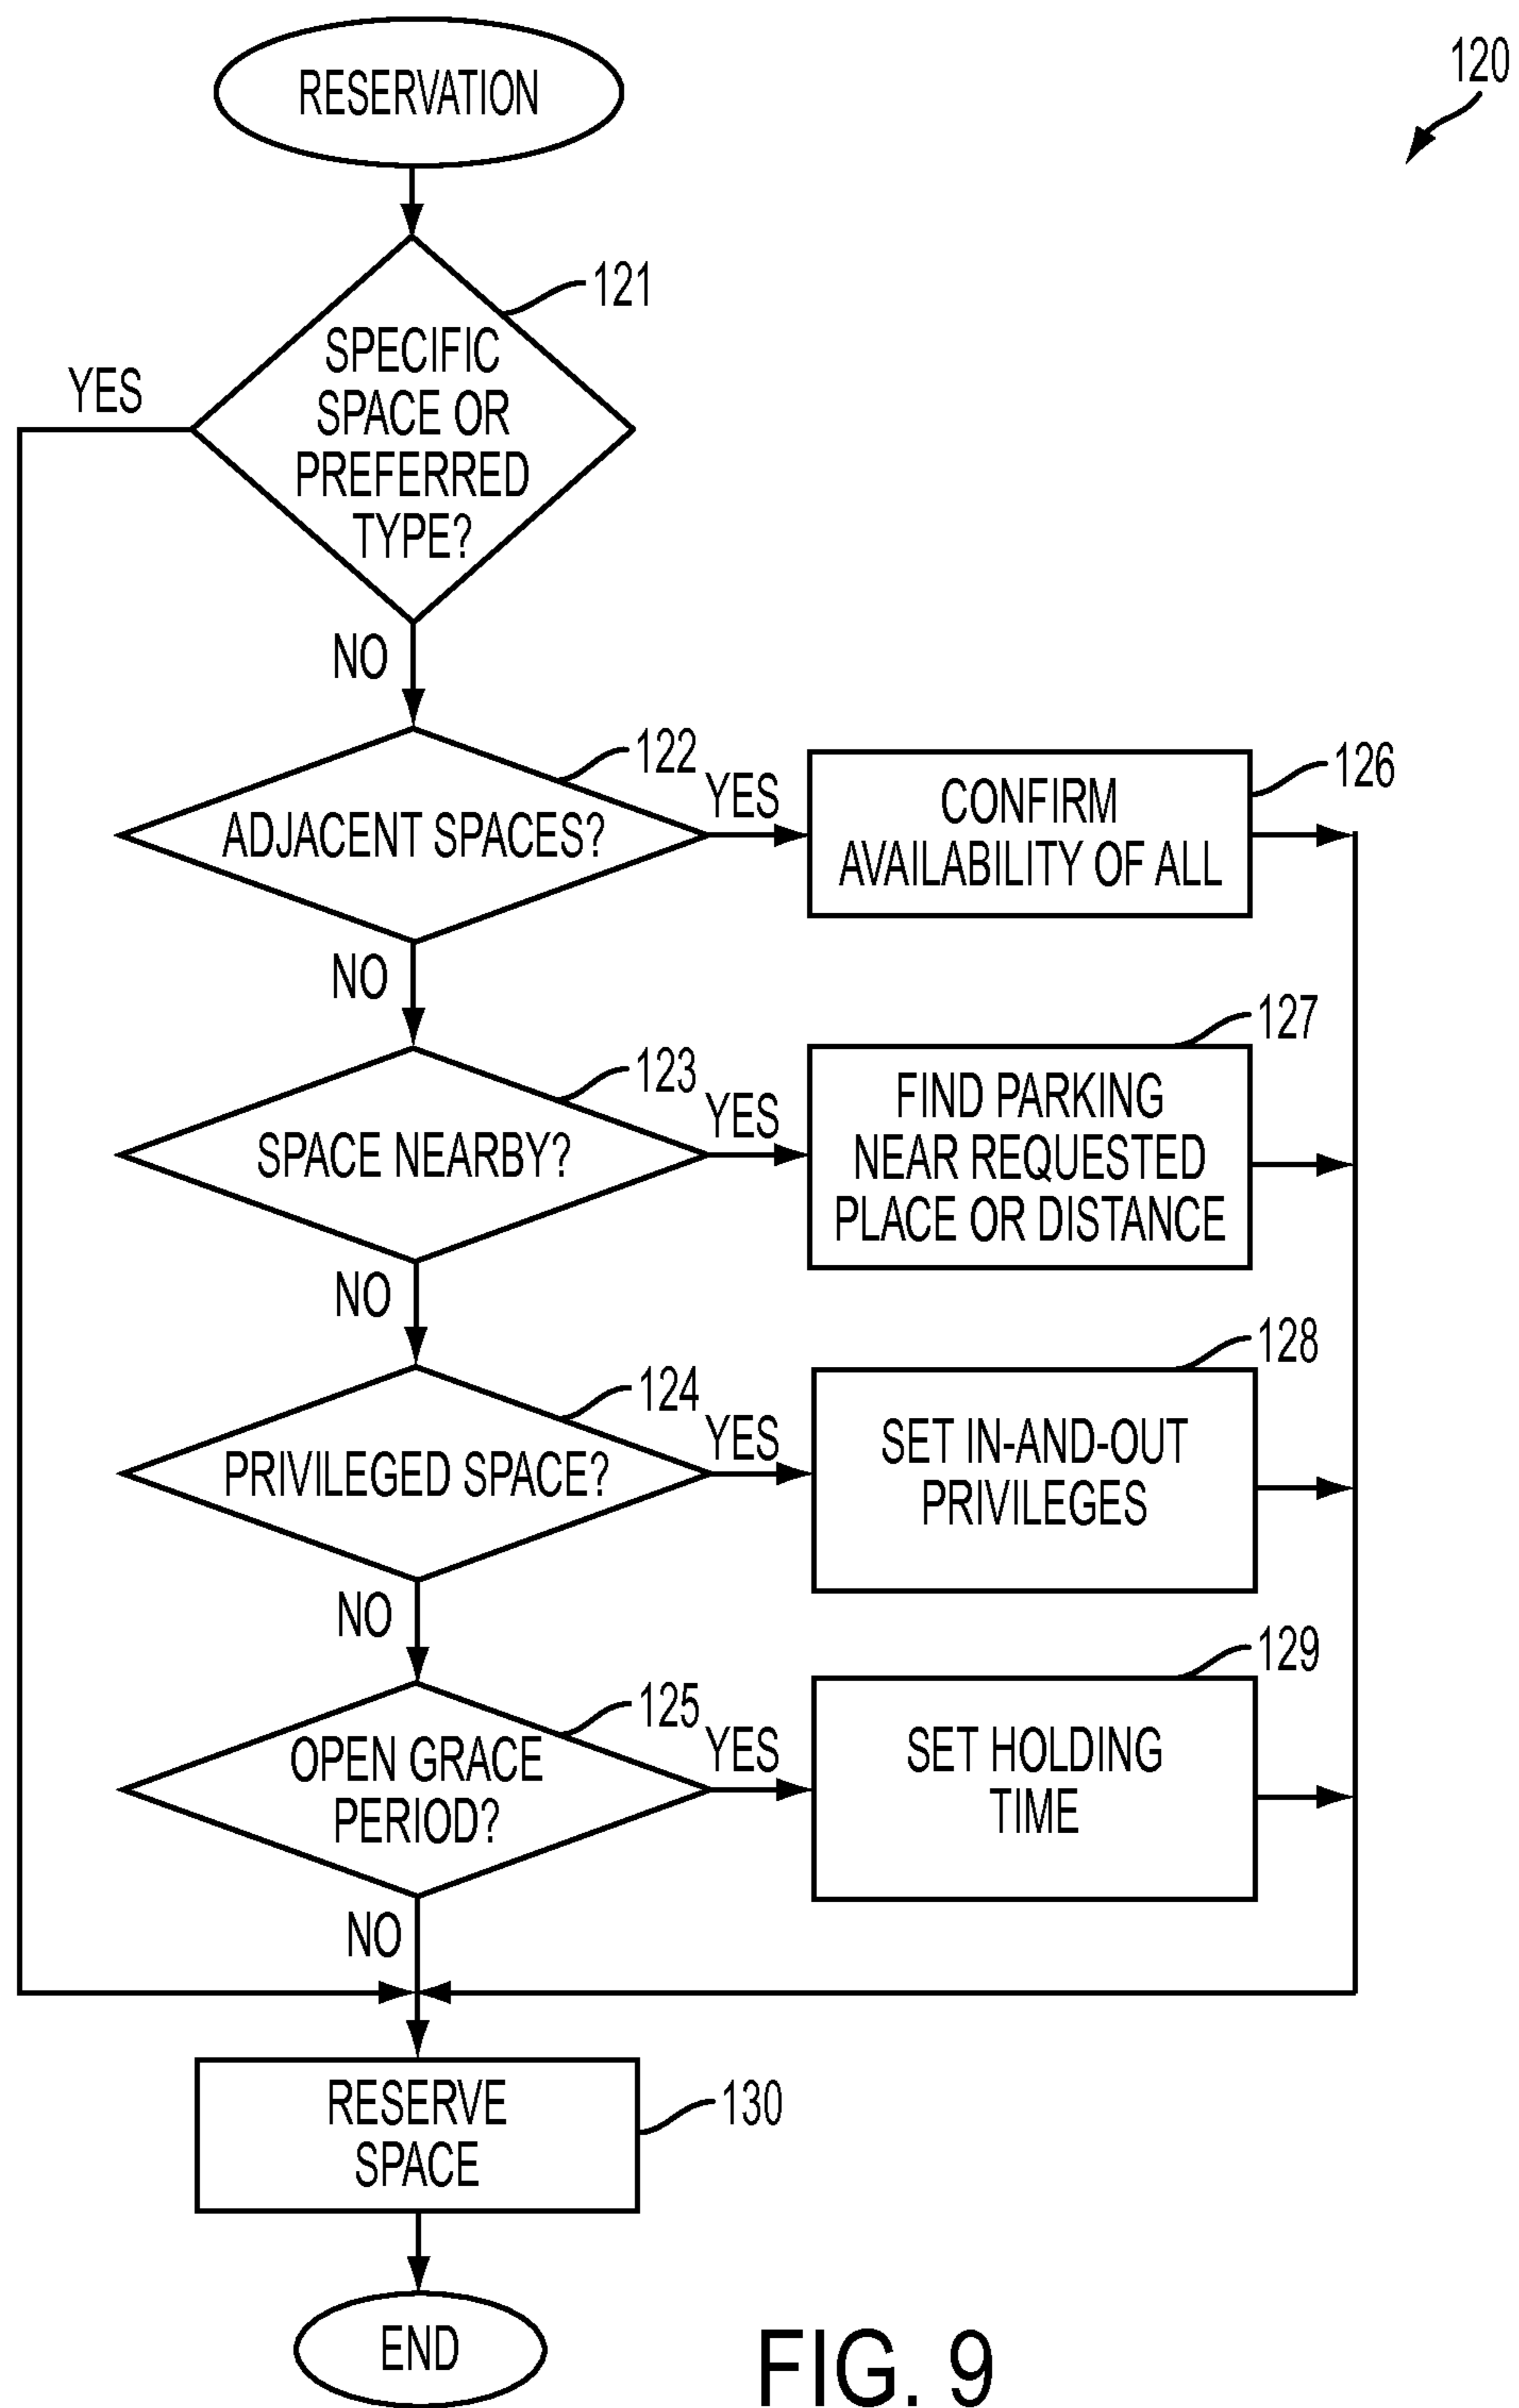 RESERVATION
120
121
SPECIFIC
SPACE OR
PREFERRED
TYPE?
YES
NO
122
ADJACENT SPACES?
YES
CONFIRM
AVAILABILITY OF ALL
126
NO
123
SPACE NEARBY?
YES
FIND PARKING
NEAR REQUESTED
PLACE OR DISTANCE
127
NO
124
PRIVILEGED SPACE?
YES
SET IN-AND-OUT
PRIVILEGES
128
NO
125
OPEN GRACE
PERIOD?
YES
SET HOLDING
TIME
129
NO
RESERVE
SPACE
130
END
FIG. 9